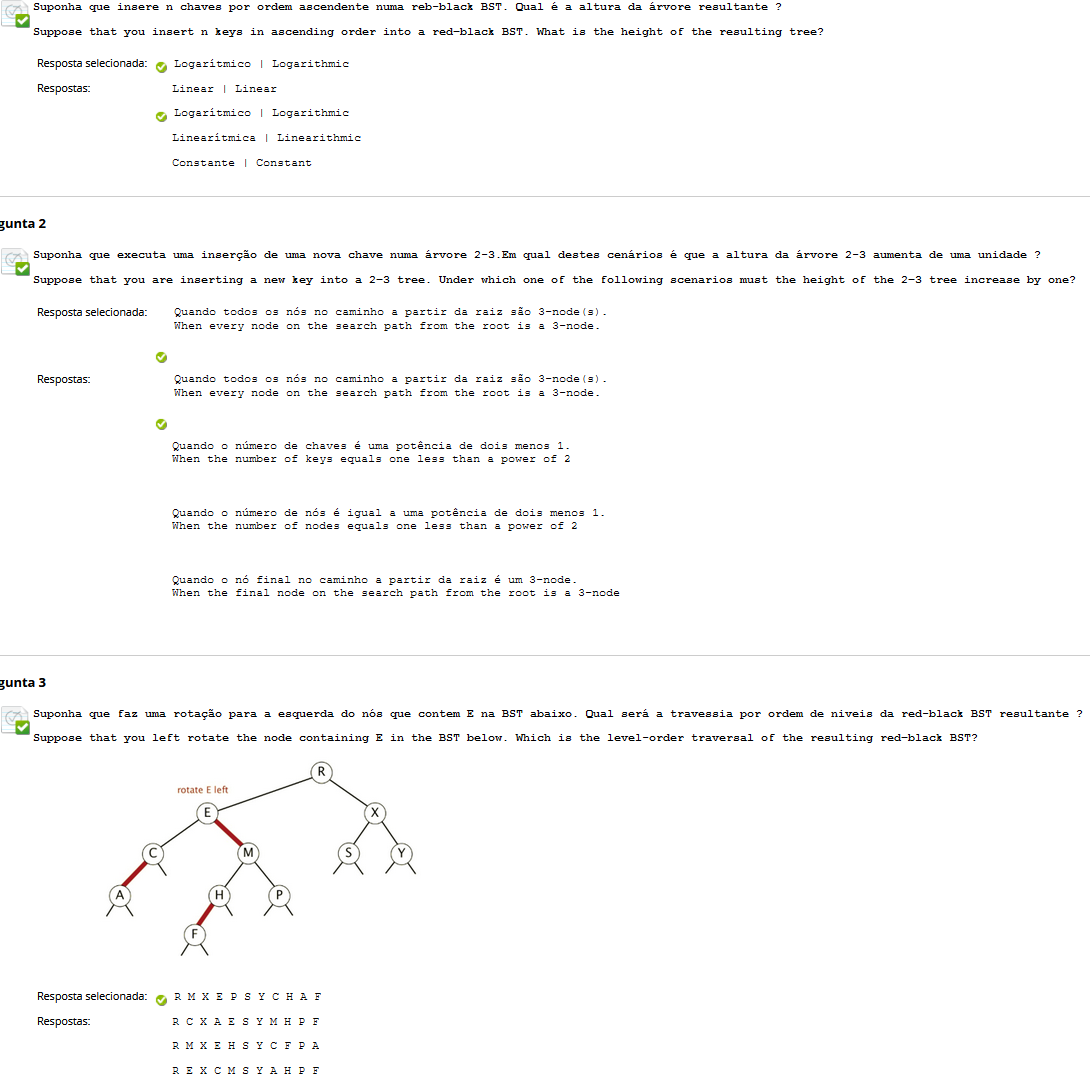 Suponha que insere n chaves por ordem ascendente numa reb-black BST. Qual é a altura da árvore resultante ?
Suppose that you insert n keys in ascending order into a red-black BST. What is the height of the resulting tree?
Resposta selecionada: Logarítmico | Logarithmic
Respostas: Linear | Linear
Logarítmico | Logarithmic
Linearítmica | Linearithmic
Constante | Constant
gunta 2
Suponha que executa uma inserção de uma nova chave numa árvore 2-3.Em qual destes cenários é que a altura da árvore 2-3 aumenta de uma unidade ?
Suppose that you are inserting a new key into a 2-3 tree. Under which one of the following scenarios must the height of the 2-3 tree increase by one?
Resposta selecionada: Quando todos os nós no caminho a partir da raiz são 3-node(s).
When every node on the search path from the root is a 3-node.
Respostas: Quando todos os nós no caminho a partir da raiz são 3-node(s).
When every node on the search path from the root is a 3-node.
Quando o número de chaves é uma potência de dois menos 1.
When the number of keys equals one less than a power of 2
Quando o número de nós é igual a uma potência de dois menos 1.
When the number of nodes equals one less than a power of 2
Quando o nó final no caminho a partir da raiz é um 3-node.
When the final node on the search path from the root is a 3-node
gunta 3
Suponha que faz uma rotação para a esquerda do nós que contem E na BST abaixo. Qual será a travessia por ordem de niveis da red-black BST resultante ?
Suppose that you left rotate the node containing E in the BST below. Which is the level-order traversal of the resulting red-black BST?
R
rotate E left
E X
C M S Y
A H P
F
Resposta selecionada: R M X E P S Y C H A F
Respostas: R C X A E S Y M H P F
R M X E H S Y C F P A
R E X C M S Y A H P F